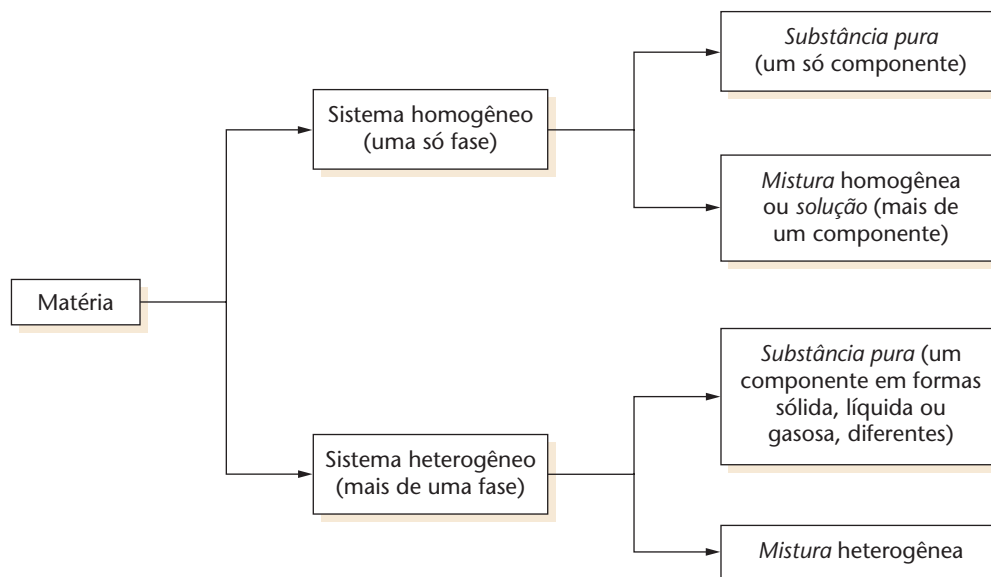 Substância pura
(um só componente)
Sistema homogêneo
(uma só fase)
Mistura homogênea
ou solução (mais de
um componente)
Matéria
Substância pura (um
componente em formas
sólida, líquida ou
gasosa, diferentes)
Sistema heterogêneo
(mais de uma fase)
Mistura heterogênea